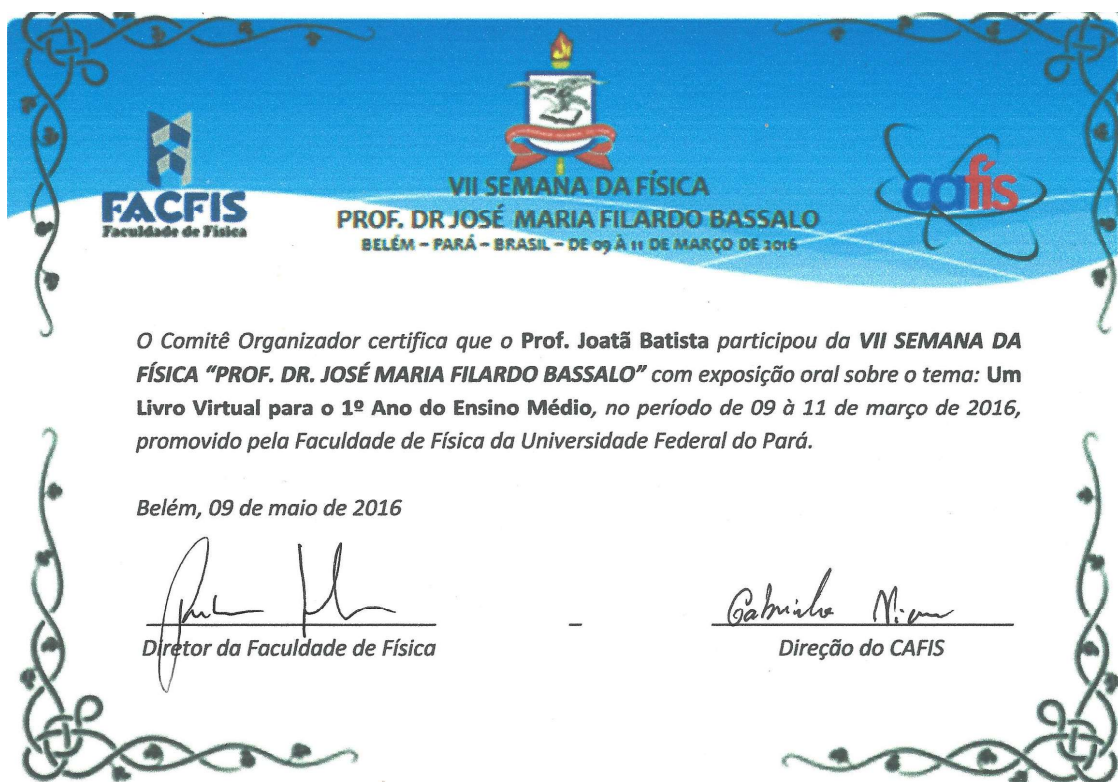 FACFIS
Faculdade de Física
VII SEMANA DA FÍSICA
PROF. DR JOSÉ MARIA FILARDO BASSALO
BELÉM – PARÁ – BRASIL – DE 09 À 11 DE MARÇO DE 2016
cafis
O Comitê Organizador certifica que o Prof. Joatã Batista participou da VII SEMANA DA
FÍSICA “PROF. DR. JOSÉ MARIA FILARDO BASSALO” com exposição oral sobre o tema: Um
Livro Virtual para o 1º Ano do Ensino Médio, no período de 09 à 11 de março de 2016,
promovido pela Faculdade de Física da Universidade Federal do Pará.
Belém, 09 de maio de 2016
Diretor da Faculdade de Física
Direção do CAFIS